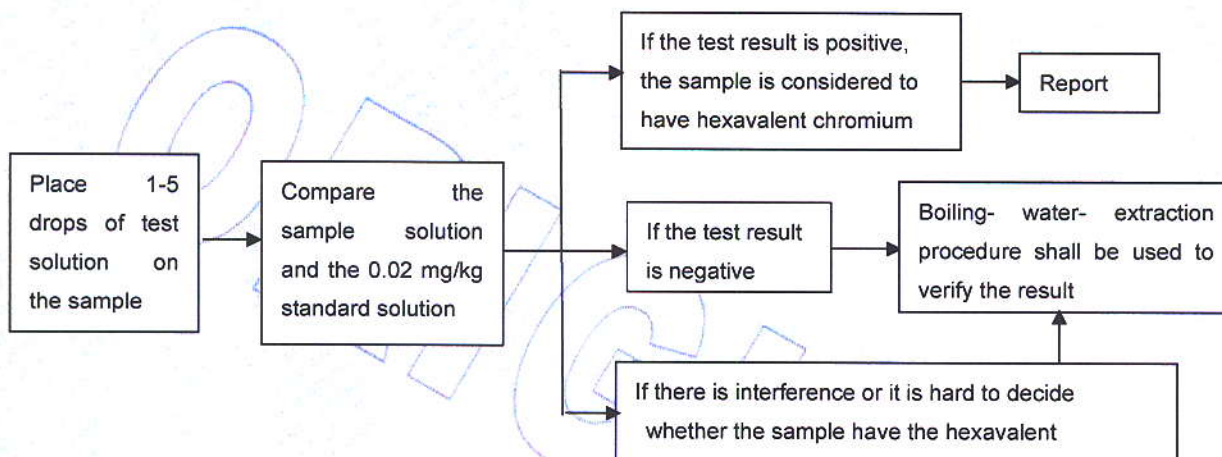 Place 1-5
drops of test
solution on
the sample
Compare the
sample solution
and the 0.02 mg/kg
standard solution
If the test result is positive,
the sample is considered to
have hexavalent chromium
Report
If the test result
is negative
Boiling- water- extraction
procedure shall be used to
verify the result
If there is interference or it is hard to decide
whether the sample have the hexavalent